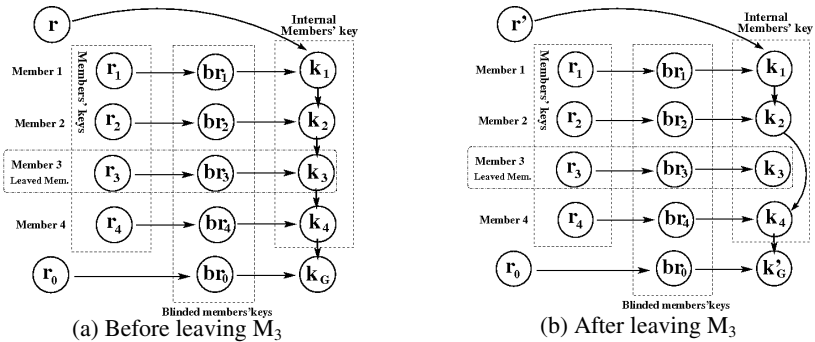 Internal
Members' key
r
Members' keys
Member 1
r1
br1
k1
Member 2
r2
br2
k2
Member 3
Leaved Mem.
r3
br3
k3
Member 4
r4
br4
k4
r0
br0
kG
Blinded members'keys
(a) Before leaving M3
Internal
Members' key
r'
Members' keys
Member 1
r1
br1
k1
Member 2
r2
br2
k2
Member 3
Leaved Mem.
r3
br3
k3
Member 4
r4
br4
k4
r0
br0
k'G
Blinded members'keys
(b) After leaving M3